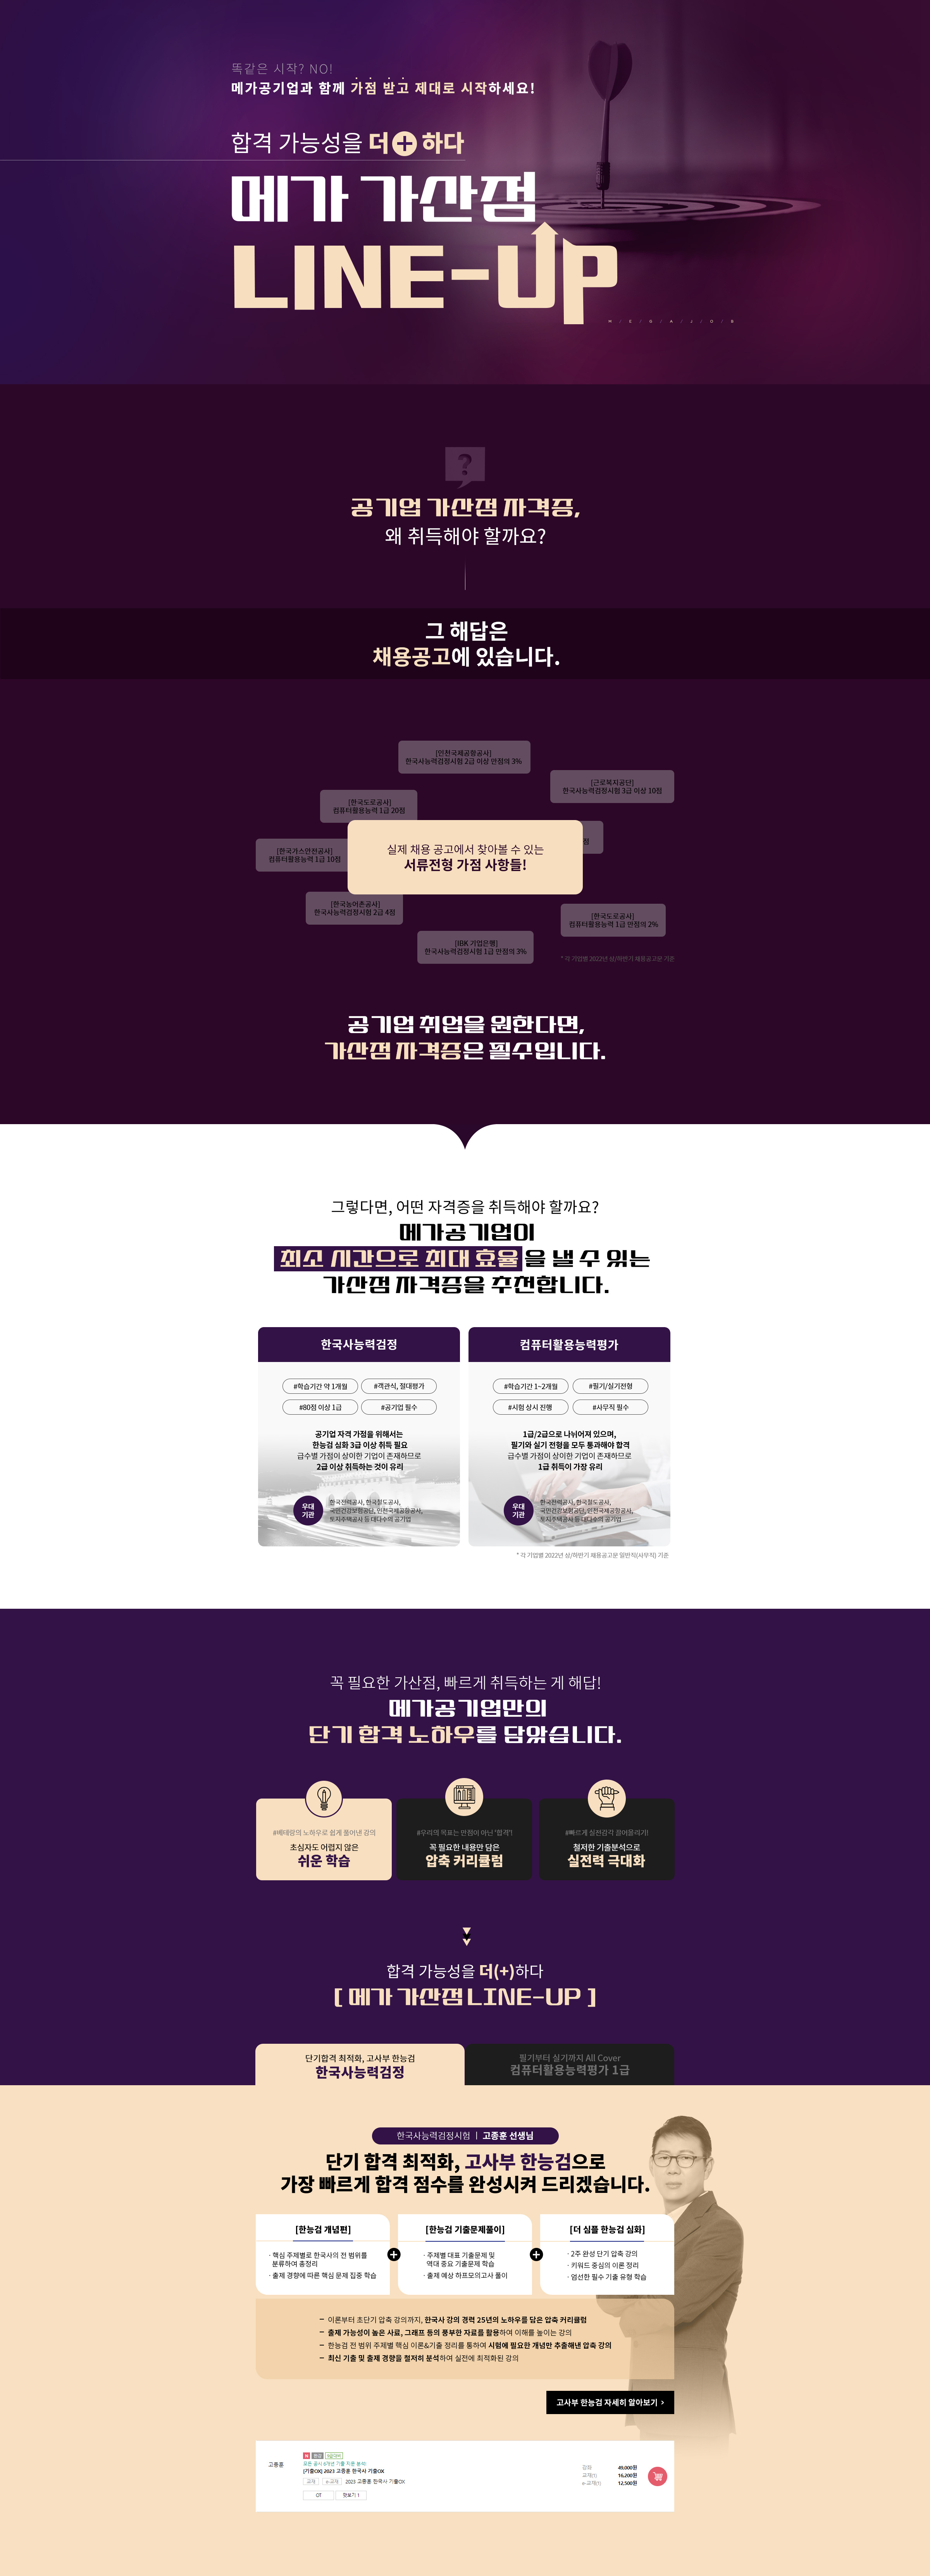 똑같은 시작? NO!
메가공기업과 함께 가점 받고 제대로 시작하세요!
합격 가능성을 더+하다
메가 가산점
LINE-UP
M / E / G / A / J / O / B
?
공기업 가산점 자격증,
왜 취득해야 할까요?
그 해답은
채용공고에 있습니다.
[인천국제공항공사]
한국사능력검정시험 2급 이상 만점의 3%
[근로복지공단]
한국사능력검정시험 3급 이상 10점
[한국도로공사]
컴퓨터활용능력 1급 20점
점
[한국가스안전공사]
컴퓨터활용능력 1급 10점
실제 채용 공고에서 찾아볼 수 있는
서류전형 가점 사항들!
[한국농어촌공사]
한국사능력검정시험 2급 4점
[한국도로공사]
컴퓨터활용능력 1급 만점의 2%
[IBK 기업은행]
한국사능력검정시험 1급 만점의 3%
* 각 기업별 2022년 상/하반기 채용공고문 기준
공기업 취업을 원한다면,
가산점 자격증은 필수입니다.
그렇다면, 어떤 자격증을 취득해야 할까요?
메가공기업이
최소 시간으로 최대 효율을 낼 수 있는
가산점 자격증을 추천합니다.
한국사능력검정
#학습기간 약 1개월
#객관식, 절대평가
#80점 이상 1급
#공기업 필수
공기업 자격 가점을 위해서는
한능검 심화 3급 이상 취득 필요
급수별 가점이 상이한 기업이 존재하므로
2급 이상 취득하는 것이 유리
우대
기관
한국전력공사, 한국철도공사,
국민건강보험공단, 인천국제공항공사,
토지주택공사 등 대다수의 공기업
컴퓨터활용능력평가
#학습기간 1~2개월
#필기/실기전형
#시험 상시 진행
#사무직 필수
1급/2급으로 나뉘어져 있으며,
필기와 실기 전형을 모두 통과해야 합격
급수별 가점이 상이한 기업이 존재하므로
1급 취득이 가장 유리
우대
기관
한국전력공사, 한국철도공사,
국민건강보험공단, 인천국제공항공사,
토지주택공사 등 대다수의 공기업
* 각 기업별 2022년 상/하반기 채용공고문 일반직(사무직) 기준
꼭 필요한 가산점, 빠르게 취득하는 게 해답!
메가공기업만의
단기 합격 노하우를 담았습니다.
#베테랑의 노하우로 쉽게 풀어낸 강의
초심자도 어렵지 않은
쉬운 학습
#우리의 목표는 만점이 아닌 '합격'!
꼭 필요한 내용만 담은
압축 커리큘럼
#빠르게 실전감각 끌어올리기!
철저한 기출분석으로
실전력 극대화
합격 가능성을 더(+)하다
[ 메가 가산점 LINE-UP ]
단기합격 최적화, 고사부 한능검
한국사능력검정
필기부터 실기까지 All Cover
컴퓨터활용능력평가 1급
한국사능력검정시험 | 고종훈 선생님
단기 합격 최적화, 고사부 한능검으로
가장 빠르게 합격 점수를 완성시켜 드리겠습니다.
[한능검 개념편]
· 핵심 주제별로 한국사의 전 범위를
분류하여 총정리
· 출제 경향에 따른 핵심 문제 집중 학습
+
[한능검 기출문제풀이]
· 주제별 대표 기출문제 및
역대 중요 기출문제 학습
· 출제 예상 하프모의고사 풀이
+
[더 심플 한능검 심화]
· 2주 완성 단기 압축 강의
· 키워드 중심의 이론 정리
· 엄선한 필수 기출 유형 학습
– 이론부터 초단기 압축 강의까지, 한국사 강의 경력 25년의 노하우를 담은 압축 커리큘럼
– 출제 가능성이 높은 사료, 그래프 등의 풍부한 자료를 활용하여 이해를 높이는 강의
– 한능검 전 범위 주제별 핵심 이론&기출 정리를 통하여 시험에 필요한 개념만 추출해낸 압축 강의
– 최신 기출 및 출제 경향을 철저히 분석하여 실전에 최적화된 강의
고사부 한능검 자세히 알아보기 >
고종훈
[기출OX] 2023 고종훈 한국사 기출OX
교재
e-교재
2023 고종훈 한국사 기출OX
OT
맛보기 1
강좌 49,000원
교재(1) 16,200원
e-교재(1) 12,500원